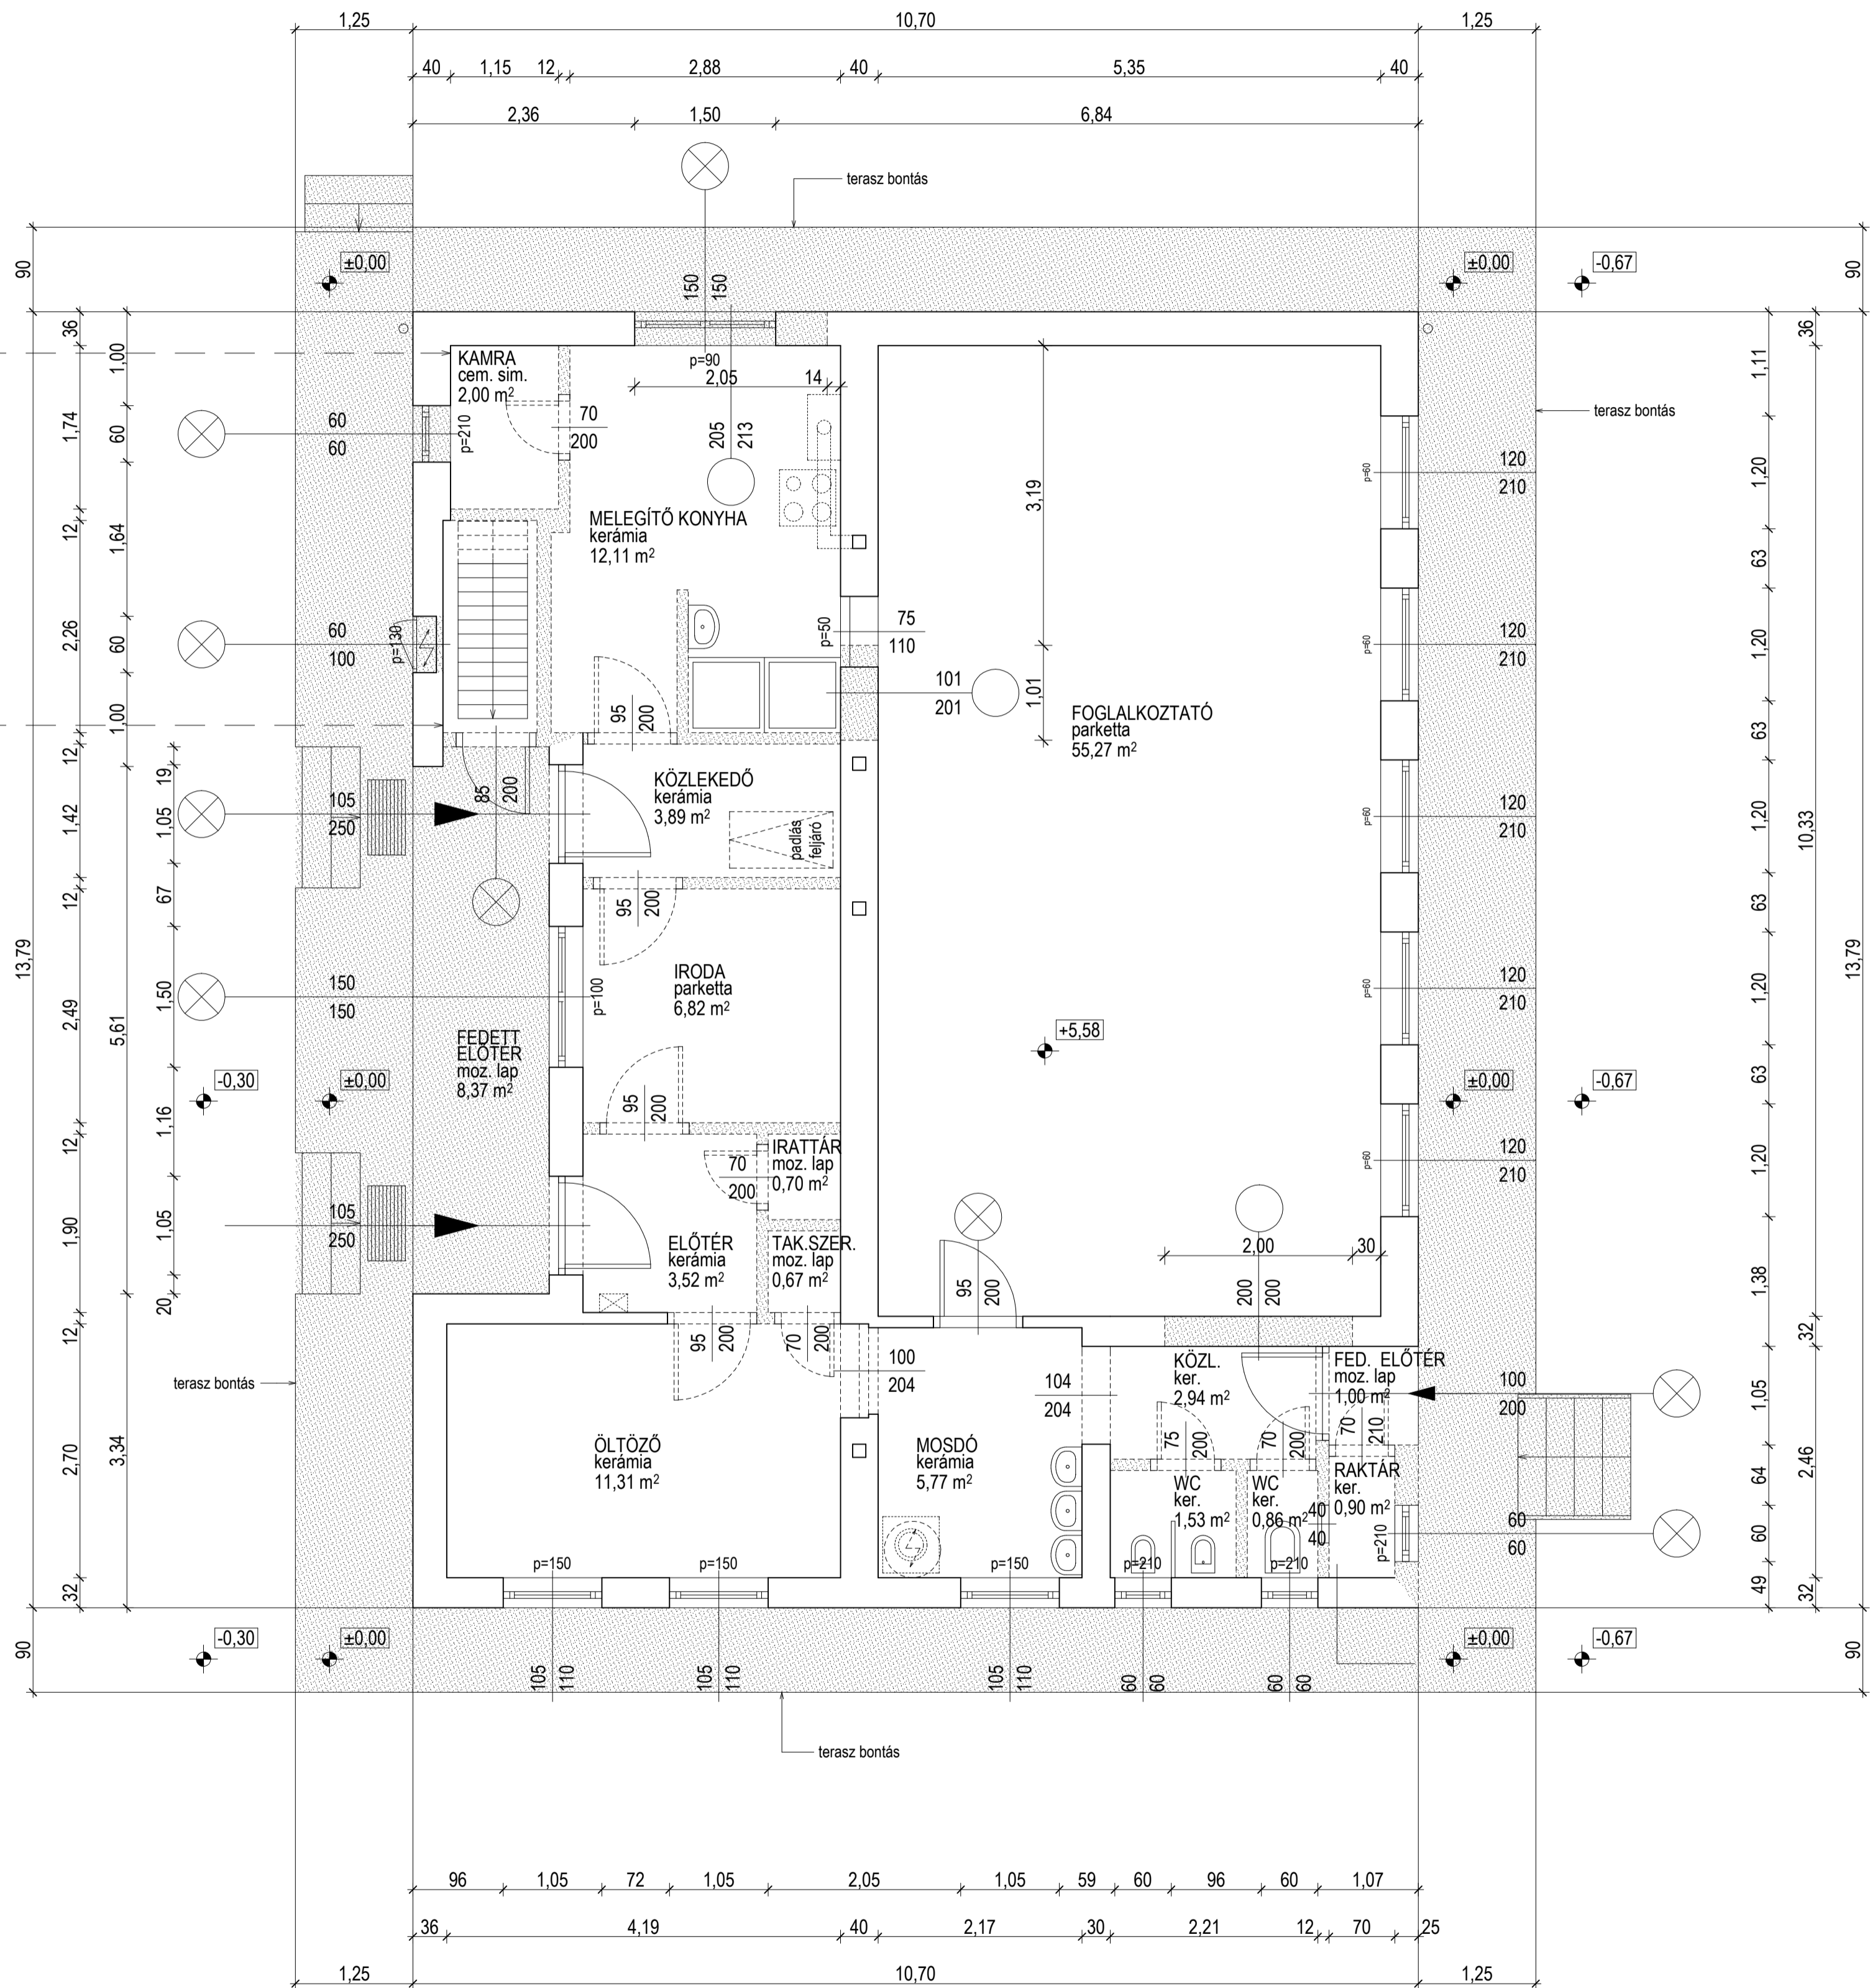 1,25 10,70 1,25
40 1,15 12 2,88 40 5,35 40
2,36 1,50 6,84
terasz bontás
90 ±0,00 ±0,00 -0,67 90
150
150
36 1,00 1,74 60 12 1,64 2,26 60 1,00 12
KAMRA
cem. sim.
2,00 m²
p=90
2,05 14
60
60
p=210
70
200
205
213
MELEGÍTŐ KONYHA
kerámia
12,11 m²
3,19
1,01
60
100
p=130
p=50
75
110
101
201
95
200
FOGLALKOZTATÓ
parketta
55,27 m²
terasz bontás
p=60
120
210
p=60
120
210
p=60
120
210
p=60
120
210
p=60
120
210
1,11 1,20 63 1,20 63 1,20 63 1,20 63 1,20 1,38
36 10,33 32
13,79
13,79
19 1,05 67 1,50 1,16 1,05 20
1,42 12 2,49 12 1,90 12 2,70 32
5,61 3,34
105
250
85
200
KÖZLEKEDŐ
kerámia
3,89 m²
padlás
feljáró
95
200
150
150
p=100
IRODA
parketta
6,82 m²
FEDETT
ELŐTÉR
moz. lap
8,37 m²
+5,58
-0,30 ±0,00 ±0,00 -0,67
95
200
70
200
IRATTÁR
moz. lap
0,70 m²
105
250
ELŐTÉR
kerámia
3,52 m²
TAK.SZER.
moz. lap
0,67 m²
95
200
2,00 30
200
200
95
200
70
200
100
204
104
204
KÖZL.
ker.
2,94 m²
FED. ELŐTÉR
moz. lap
1,00 m²
100
200
terasz bontás
75
200
70
200
70
210
ÖLTÖZŐ
kerámia
11,31 m²
MOSDÓ
kerámia
5,77 m²
WC
ker.
1,53 m²
WC
ker.
0,86 m²
RAKTÁR
ker.
0,90 m²
40
40
p=210
60
60
1,05 64 60 49
2,46 32
p=150 p=150 p=150 p=210 p=210
90 -0,30 ±0,00 ±0,00 -0,67 90
105
110
105
110
105
110
60
60
60
60
terasz bontás
96 1,05 72 1,05 2,05 1,05 59 60 96 60 1,07
36 4,19 40 2,17 30 2,21 12 70 25
1,25 10,70 1,25